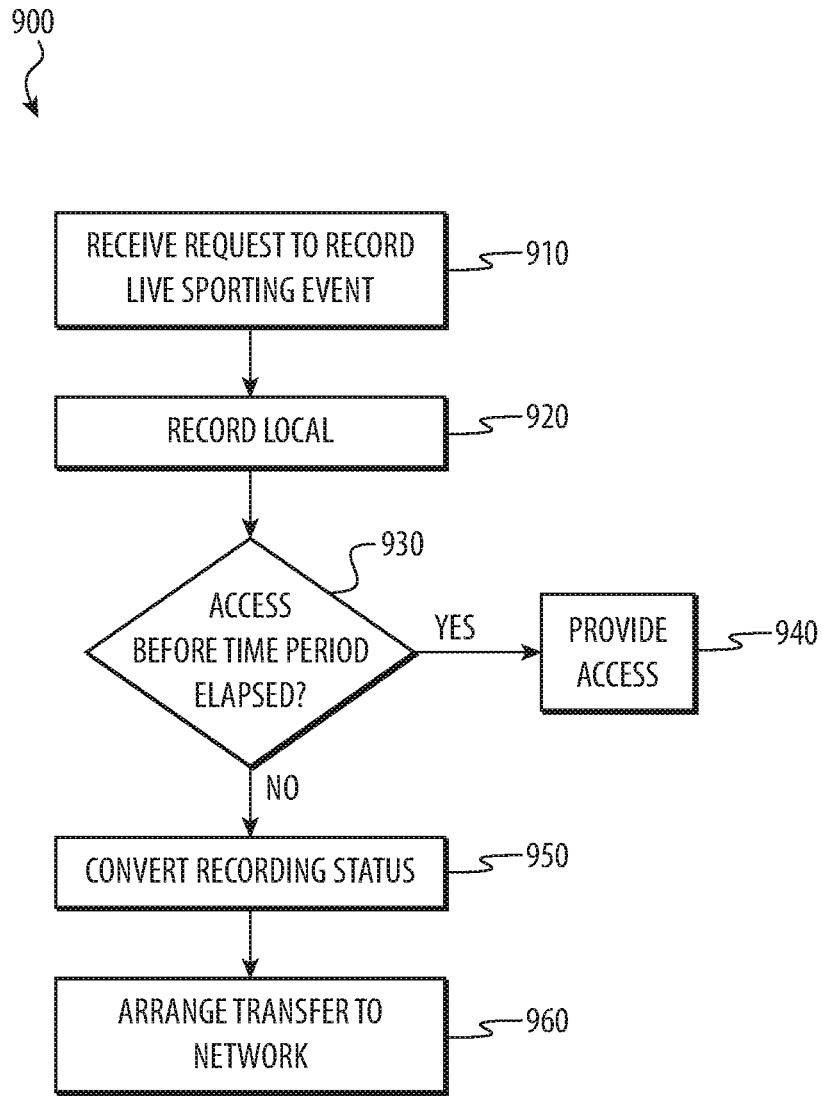 900
RECEIVE REQUEST TO RECORD
LIVE SPORTING EVENT
910
RECORD LOCAL
920
930
ACCESS
BEFORE TIME PERIOD
ELAPSED?
YES
PROVIDE
ACCESS
940
NO
CONVERT RECORDING STATUS
950
ARRANGE TRANSFER TO
NETWORK
960